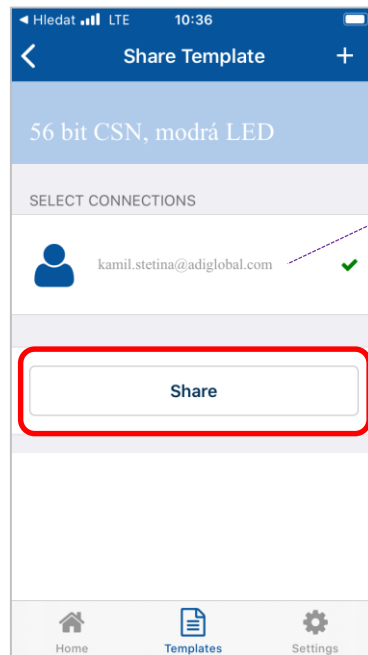 Hledat LTE 10:36
Share Template +
56 bit CSN, modrá LED
SELECT CONNECTIONS
kamil.stetina@adiglobal.com
Share
Home Templates Settings